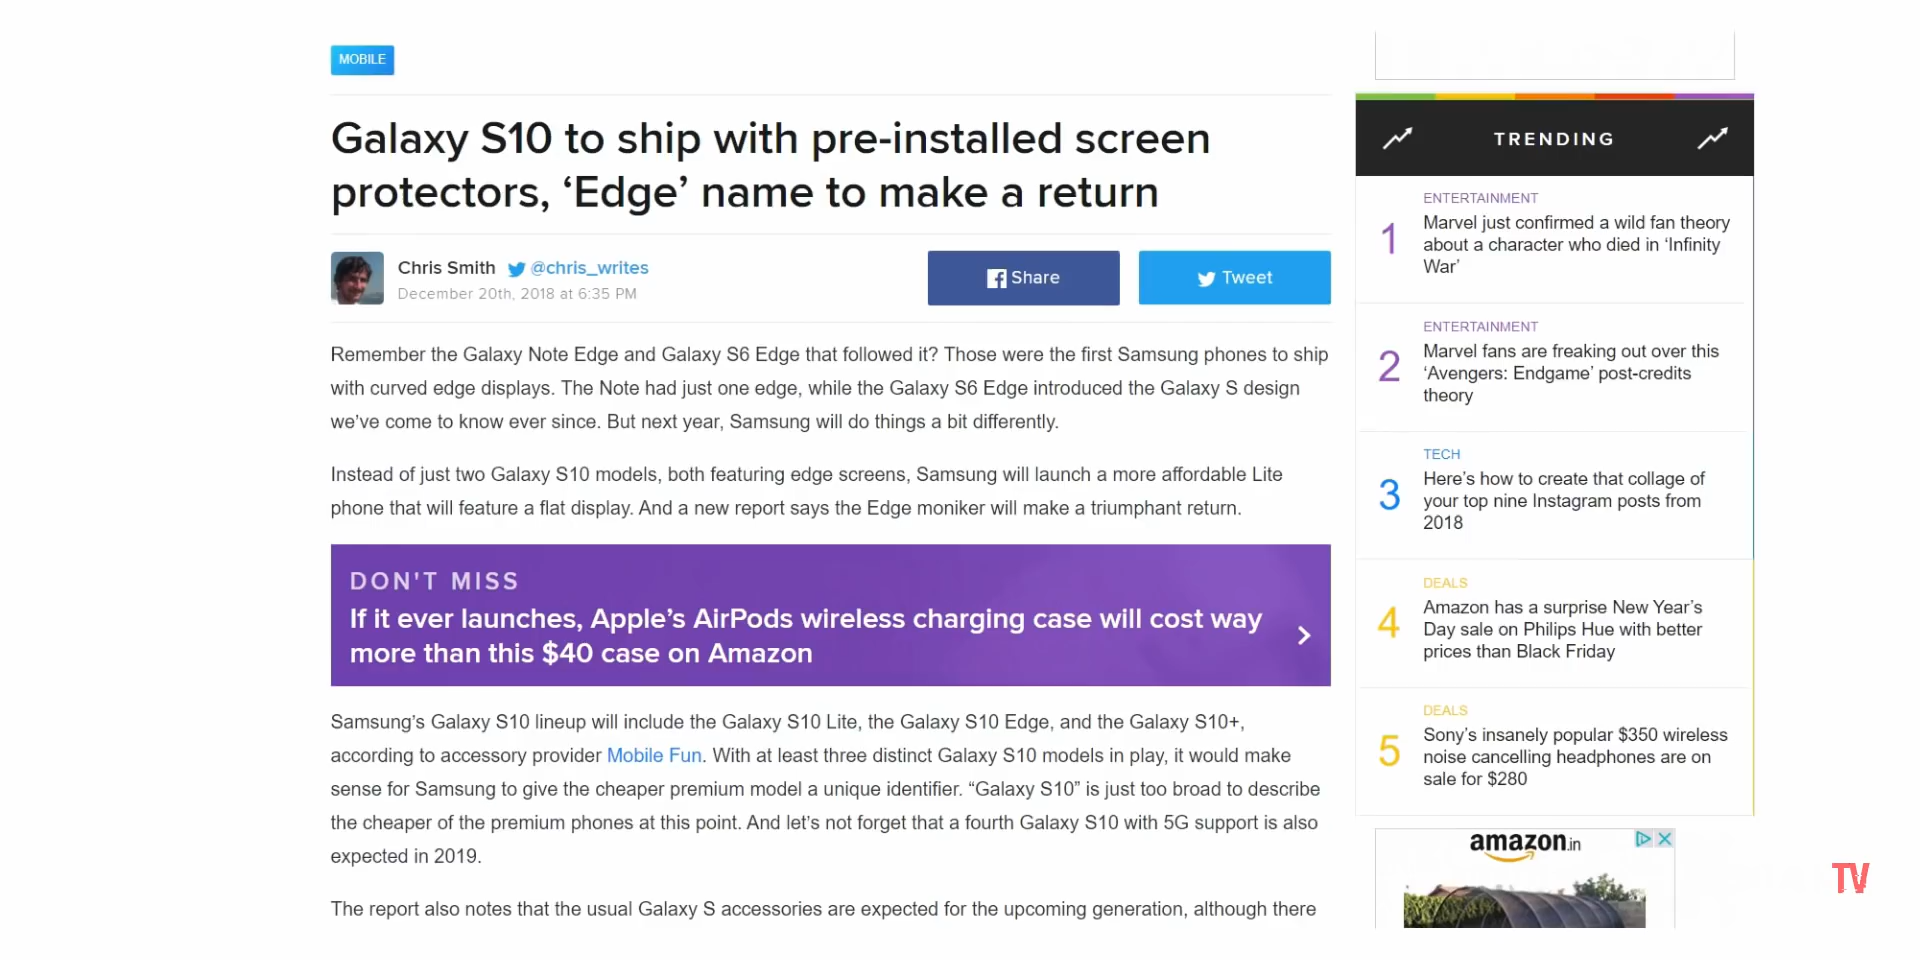 MOBILE
Galaxy S10 to ship with pre-installed screen
protectors, ‘Edge’ name to make a return
Chris Smith @chris_writes
December 20th, 2018 at 6:35 PM
Share
Tweet
Remember the Galaxy Note Edge and Galaxy S6 Edge that followed it? Those were the first Samsung phones to ship
with curved edge displays. The Note had just one edge, while the Galaxy S6 Edge introduced the Galaxy S design
we’ve come to know ever since. But next year, Samsung will do things a bit differently.
Instead of just two Galaxy S10 models, both featuring edge screens, Samsung will launch a more affordable Lite
phone that will feature a flat display. And a new report says the Edge moniker will make a triumphant return.
DON'T MISS
If it ever launches, Apple’s AirPods wireless charging case will cost way
more than this $40 case on Amazon
Samsung’s Galaxy S10 lineup will include the Galaxy S10 Lite, the Galaxy S10 Edge, and the Galaxy S10+,
according to accessory provider Mobile Fun. With at least three distinct Galaxy S10 models in play, it would make
sense for Samsung to give the cheaper premium model a unique identifier. “Galaxy S10” is just too broad to describe
the cheaper of the premium phones at this point. And let’s not forget that a fourth Galaxy S10 with 5G support is also
expected in 2019.
The report also notes that the usual Galaxy S accessories are expected for the upcoming generation, although there
TRENDING
ENTERTAINMENT
1
Marvel just confirmed a wild fan theory
about a character who died in ‘Infinity
War’
ENTERTAINMENT
2
Marvel fans are freaking out over this
‘Avengers: Endgame’ post-credits
theory
TECH
3
Here’s how to create that collage of
your top nine Instagram posts from
2018
DEALS
4
Amazon has a surprise New Year’s
Day sale on Philips Hue with better
prices than Black Friday
DEALS
5
Sony’s insanely popular $350 wireless
noise cancelling headphones are on
sale for $280
amazon.in
TV